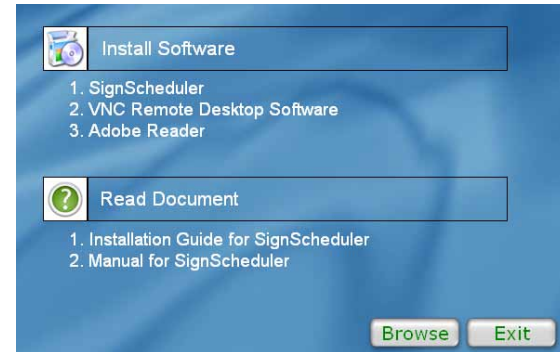 Install Software
1. SignScheduler
2. VNC Remote Desktop Software
3. Adobe Reader
Read Document
1. Installation Guide for SignScheduler
2. Manual for SignScheduler
Browse Exit